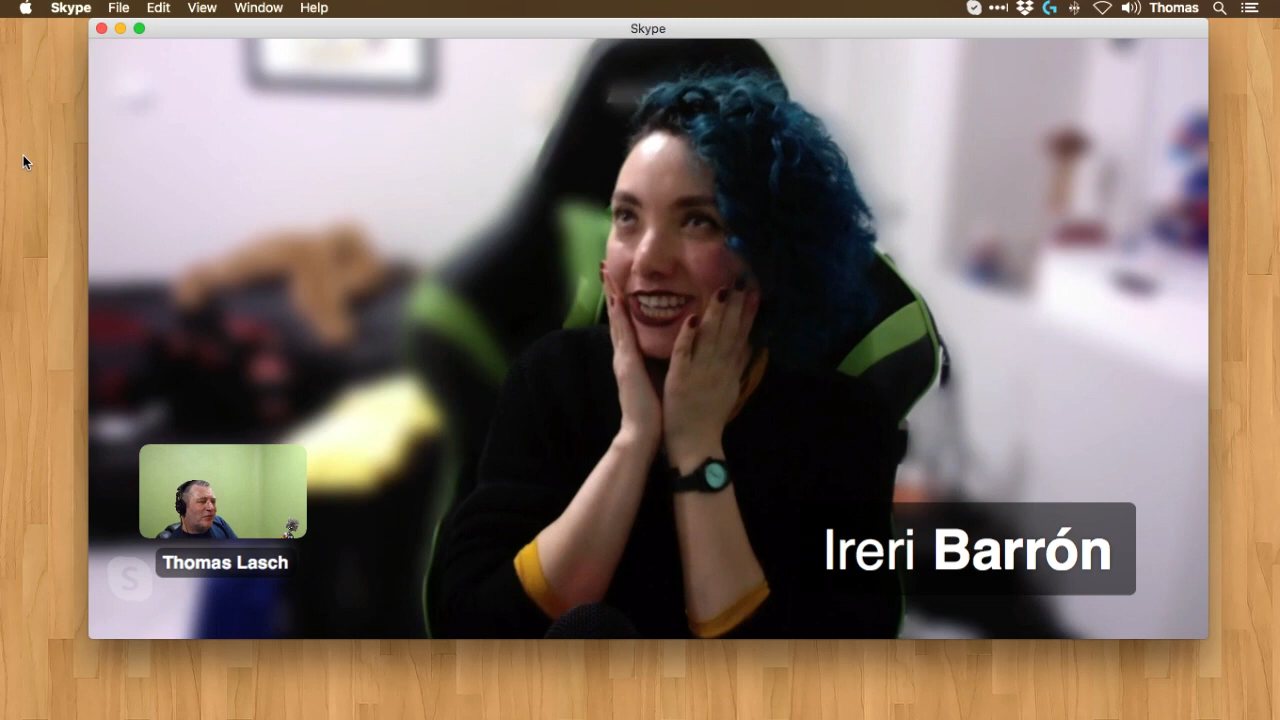 Skype File Edit View Window Help Thomas
Skype
Thomas Lasch
S
Ireri Barrón